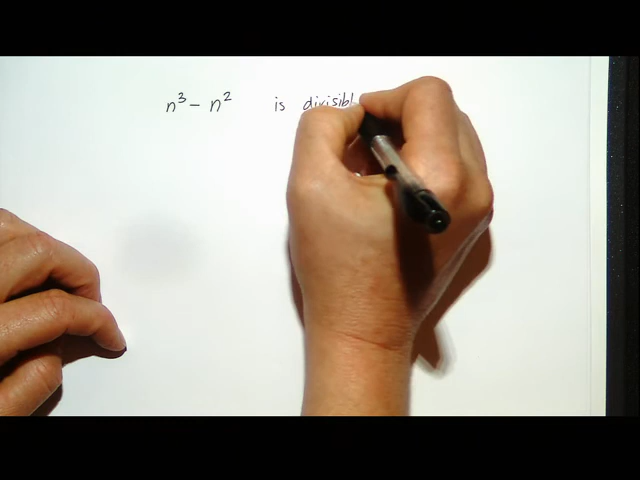 n³ - n² is divisibl